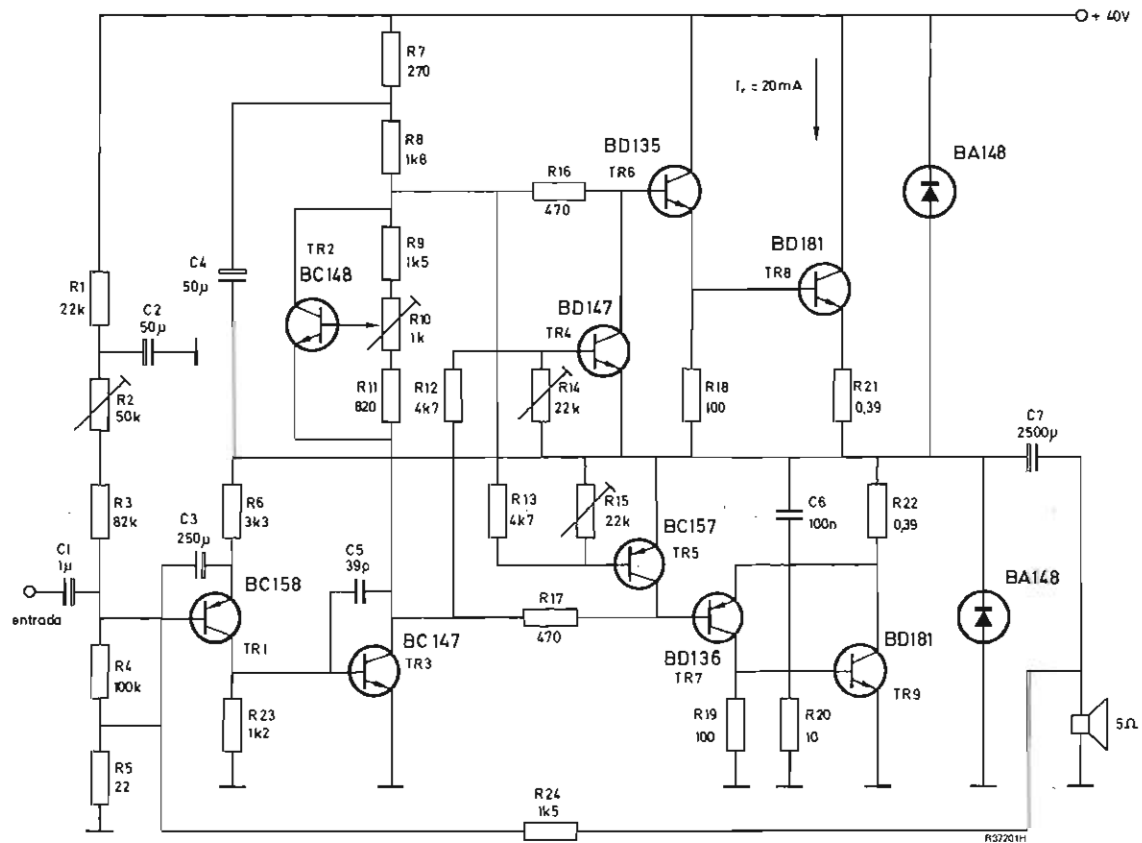 + 40V
R7
270
I, = 20mA
R8
1k8
BD135
TR6
BA148
R16
470
TR2
BC148
R9
1k5
BD181
TR8
C4
50µ
R1
22k
C2
50µ
R10
1k
BD147
TR4
R2
50k
R11
820
R12
4k7
R14
22k
R18
100
R21
0,39
C7
2500µ
R3
82k
R6
3k3
R13
4k7
R15
22k
C6
100n
R22
0,39
C3
250µ
C5
39p
BC157
TR5
C1
1µ
entrada
BC158
TR1
BA148
R17
470
BC147
TR3
BD136
TR7
BD181
TR9
R4
100k
R23
1k2
R19
100
R20
10
5Ω
R5
22
R24
1k5
R37201H